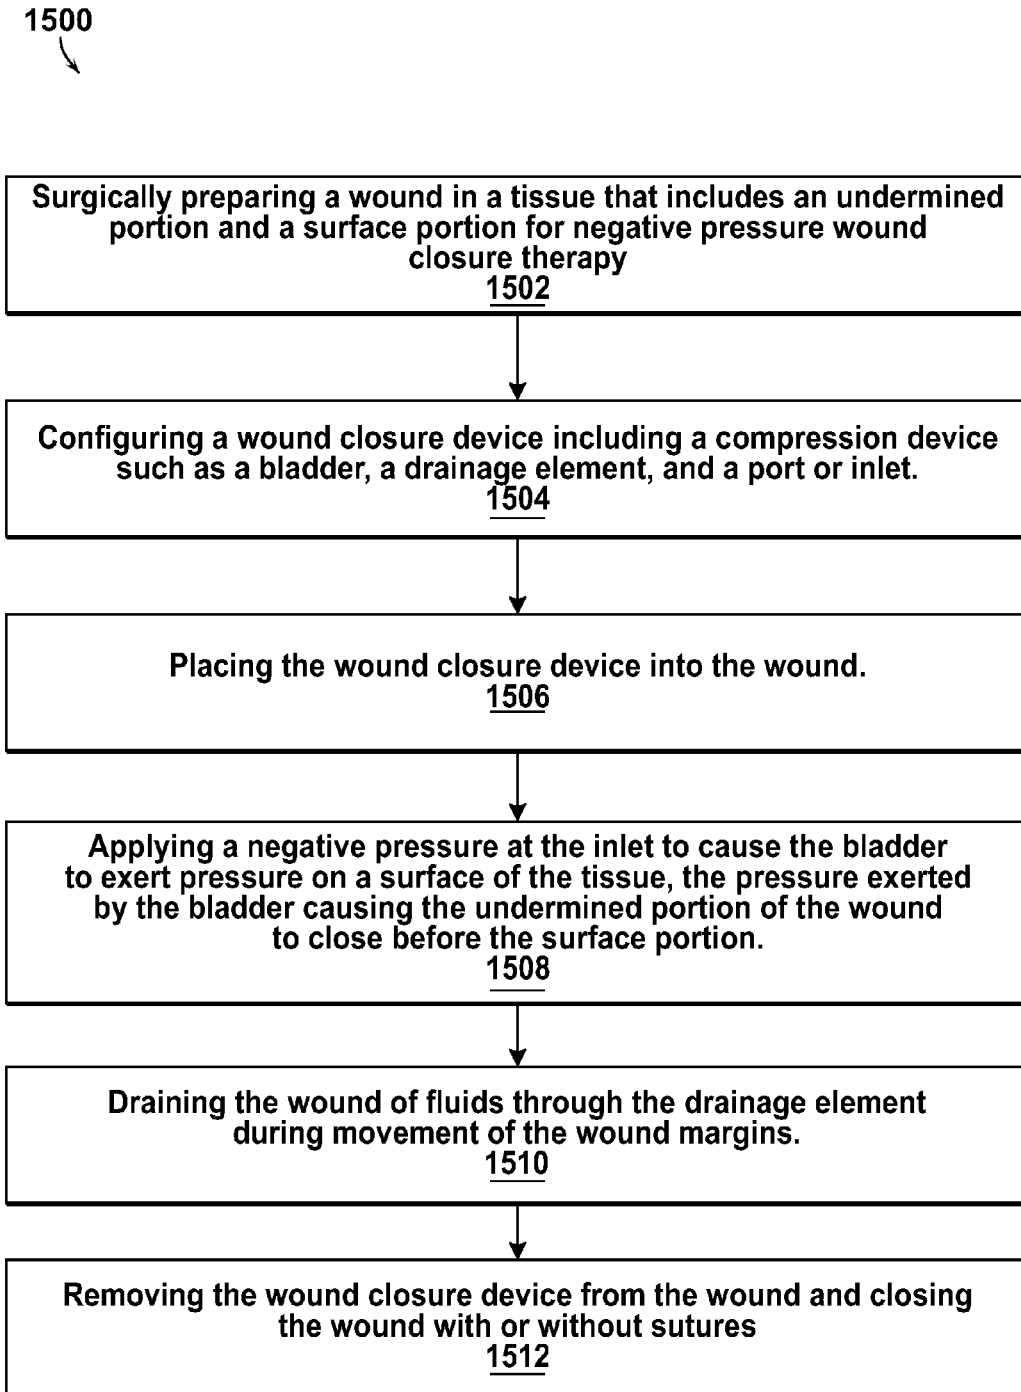 1500
Surgically preparing a wound in a tissue that includes an undermined
portion and a surface portion for negative pressure wound
closure therapy
1502
Configuring a wound closure device including a compression device
such as a bladder, a drainage element, and a port or inlet.
1504
Placing the wound closure device into the wound.
1506
Applying a negative pressure at the inlet to cause the bladder
to exert pressure on a surface of the tissue, the pressure exerted
by the bladder causing the undermined portion of the wound
to close before the surface portion.
1508
Draining the wound of fluids through the drainage element
during movement of the wound margins.
1510
Removing the wound closure device from the wound and closing
the wound with or without sutures
1512